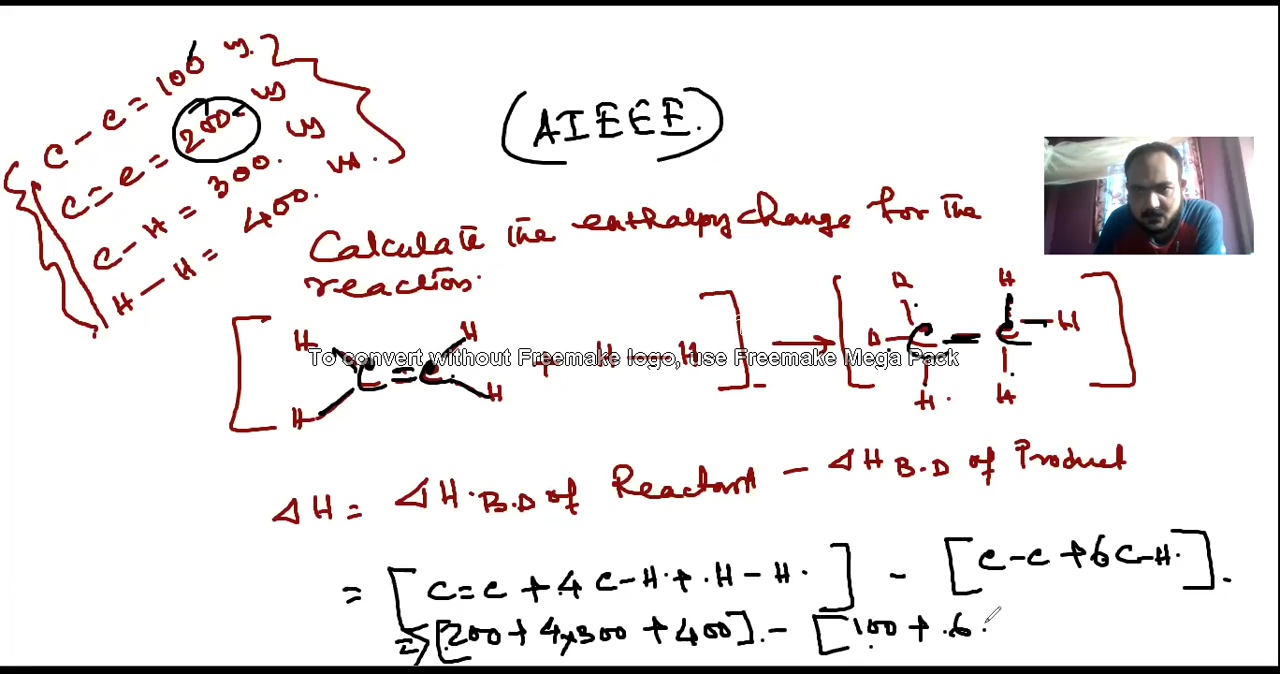 C - C = 100 kJ.
C = C = 200 kJ
C - H = 300. kJ
H - H = 400. kJ.
(AIEEE.)
Calculate the enthalpy change for the
reaction.
H H H H
C = C + H - H → H - C - C - H
H H H H
To convert without Freemake logo, use Freemake Mega Pack
ΔH = ΔH.B.D of Reactant - ΔH B.D of Product
= [C=C + 4 C-H + H-H.] - [C-C + 6 C-H.].
=> [200 + 4x300 + 400]. - [100 + .6.